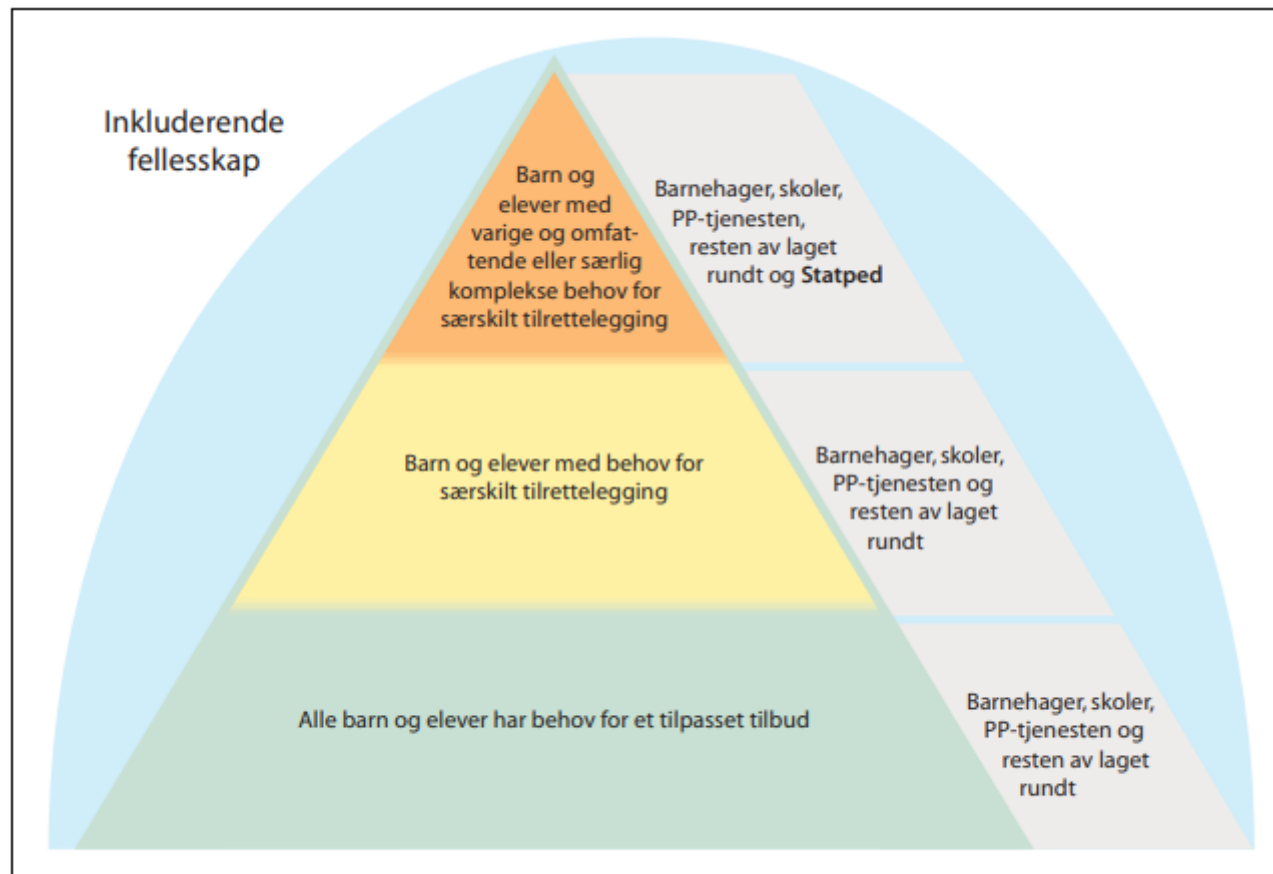 Inkluderende
fellesskap
Barn og
elever med
varige og omfat-
tende eller særlig
komplekse behov for
særskilt tilrettelegging
Barnehager, skoler,
PP-tjenesten,
resten av laget
rundt og Statped
Barn og elever med behov for
særskilt tilrettelegging
Barnehager, skoler,
PP-tjenesten og
resten av laget
rundt
Alle barn og elever har behov for et tilpasset tilbud
Barnehager, skoler,
PP-tjenesten og
resten av laget
rundt